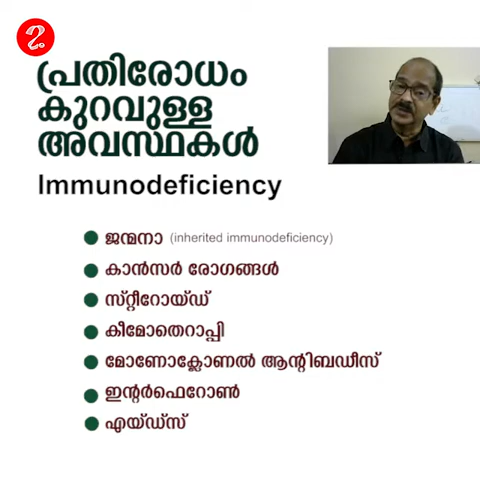 2.
പ്രതിരോധം
കുറവുള്ള
അവസ്ഥകൾ
Immunodeficiency
ജന്മനാ (inherited immunodeficiency)
കാൻസർ രോഗങ്ങൾ
സ്റ്റീറോയ്ഡ്
കീമോതെറാപ്പി
മോണോക്ലോണൽ ആന്റിബഡീസ്
ഇന്റർഫെറോൺ
എയ്ഡ്സ്